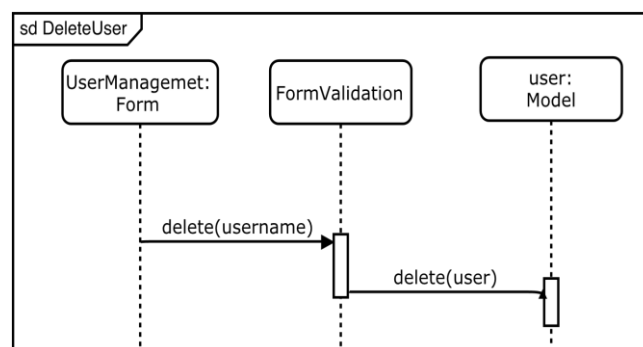 sd DeleteUser
UserManagemet:
Form
FormValidation
user:
Model
delete(username)
delete(user)